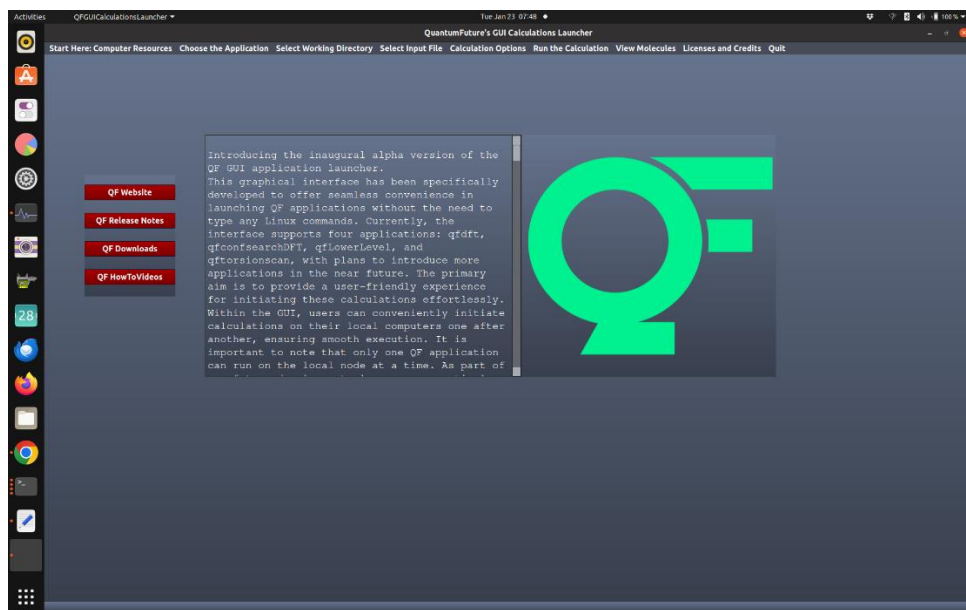 Activities QFGUICalculationsLauncher Tue Jan 23 07:48 100 %
QuantumFuture's GUI Calculations Launcher
Start Here: Computer Resources Choose the Application Select Working Directory Select Input File Calculation Options Run the Calculation View Molecules Licenses and Credits Quit
QF Website
QF Release Notes
QF Downloads
QF HowToVideos
Introducing the inaugural alpha version of the
QF GUI application launcher.
This graphical interface has been specifically
developed to offer seamless convenience in
launching QF applications without the need to
type any Linux commands. Currently, the
interface supports four applications: qfdft,
qfconfsearchDFT, qfLowerLevel, and
qftorsionscan, with plans to introduce more
applications in the near future. The primary
aim is to provide a user-friendly experience
for initiating these calculations effortlessly.
Within the GUI, users can conveniently initiate
calculations on their local computers one after
another, ensuring smooth execution. It is
important to note that only one QF application
can run on the local node at a time. As part of
QF
28